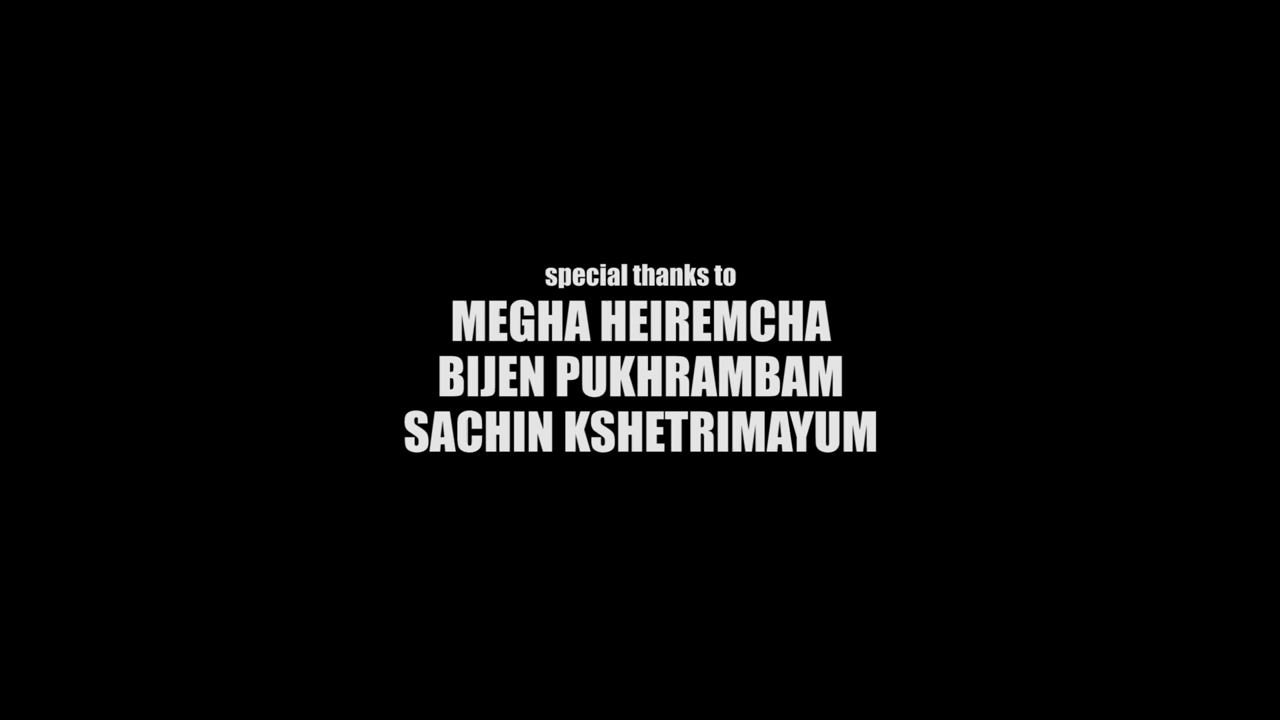 special thanks to
MEGHA HEIREMCHA
BIJEN PUKHRAMBAM
SACHIN KSHETRIMAYUM